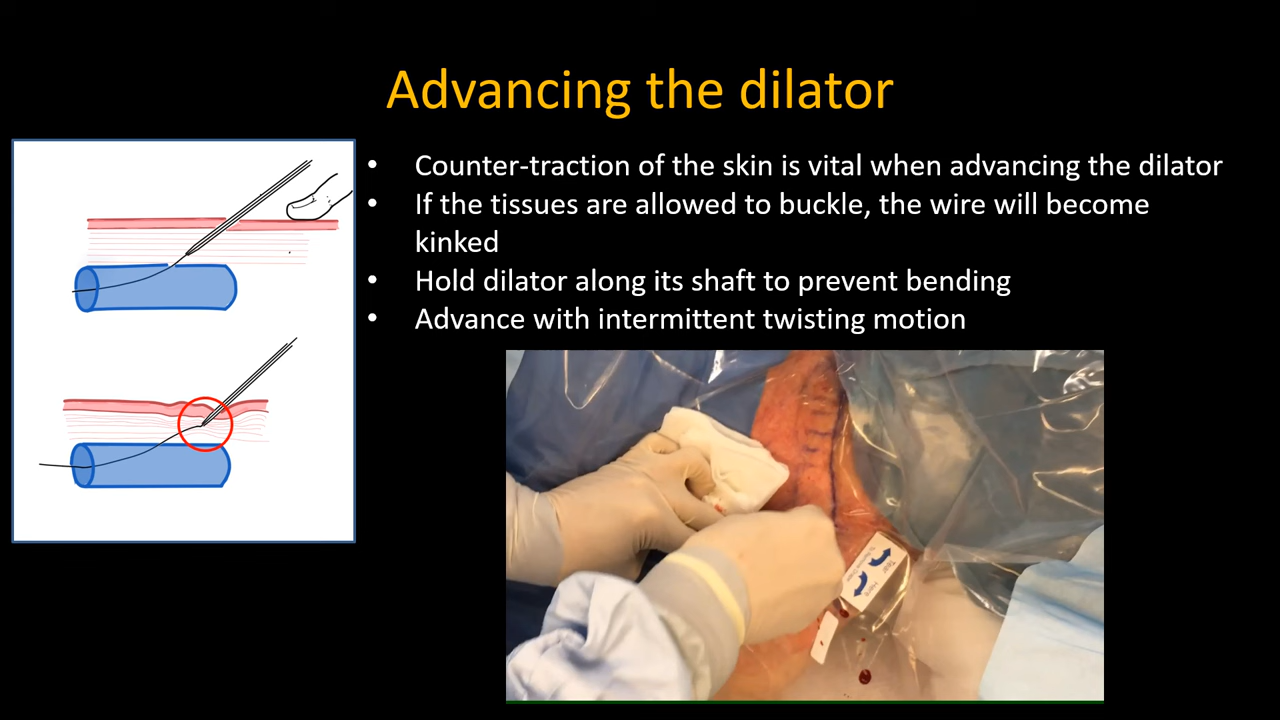 Advancing the dilator
• Counter-traction of the skin is vital when advancing the dilator
• If the tissues are allowed to buckle, the wire will become
kinked
• Hold dilator along its shaft to prevent bending
• Advance with intermittent twisting motion
Tear
Here